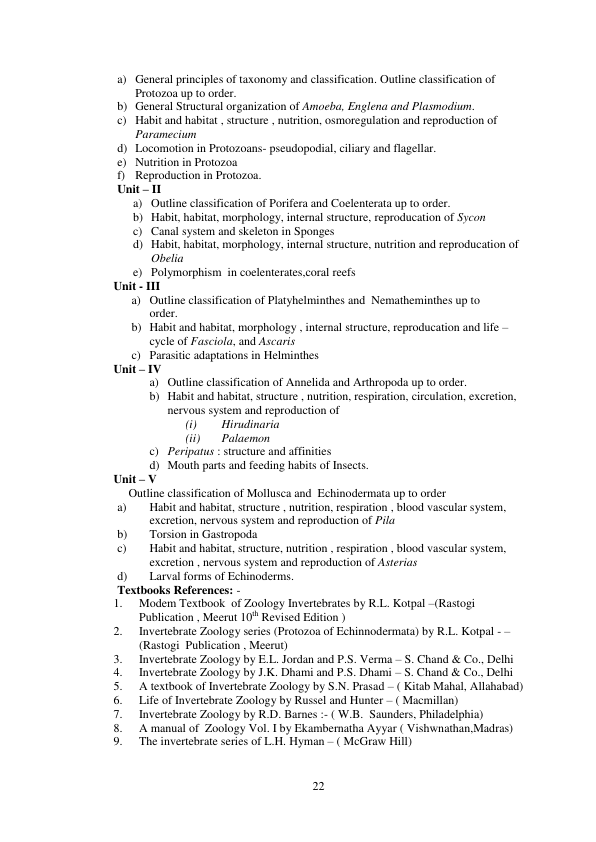 a) General principles of taxonomy and classification. Outline classification of
Protozoa up to order.
b) General Structural organization of Amoeba, Englena and Plasmodium.
c) Habit and habitat , structure , nutrition, osmoregulation and reproduction of
Paramecium
d) Locomotion in Protozoans- pseudopodial, ciliary and flagellar.
e) Nutrition in Protozoa
f) Reproduction in Protozoa.
Unit – II
a) Outline classification of Porifera and Coelenterata up to order.
b) Habit, habitat, morphology, internal structure, reproducation of Sycon
c) Canal system and skeleton in Sponges
d) Habit, habitat, morphology, internal structure, nutrition and reproducation of
Obelia
e) Polymorphism in coelenterates,coral reefs
Unit - III
a) Outline classification of Platyhelminthes and Nematheminthes up to
order.
b) Habit and habitat, morphology , internal structure, reproducation and life –
cycle of Fasciola, and Ascaris
c) Parasitic adaptations in Helminthes
Unit – IV
a) Outline classification of Annelida and Arthropoda up to order.
b) Habit and habitat, structure , nutrition, respiration, circulation, excretion,
nervous system and reproduction of
(i) Hirudinaria
(ii) Palaemon
c) Peripatus : structure and affinities
d) Mouth parts and feeding habits of Insects.
Unit – V
Outline classification of Mollusca and Echinodermata up to order
a) Habit and habitat, structure , nutrition, respiration , blood vascular system,
excretion, nervous system and reproduction of Pila
b) Torsion in Gastropoda
c) Habit and habitat, structure, nutrition , respiration , blood vascular system,
excretion , nervous system and reproduction of Asterias
d) Larval forms of Echinoderms.
Textbooks References: -
1. Modem Textbook of Zoology Invertebrates by R.L. Kotpal –(Rastogi
Publication , Meerut 10th Revised Edition )
2. Invertebrate Zoology series (Protozoa of Echinnodermata) by R.L. Kotpal - –
(Rastogi Publication , Meerut)
3. Invertebrate Zoology by E.L. Jordan and P.S. Verma – S. Chand & Co., Delhi
4. Invertebrate Zoology by J.K. Dhami and P.S. Dhami – S. Chand & Co., Delhi
5. A textbook of Invertebrate Zoology by S.N. Prasad – ( Kitab Mahal, Allahabad)
6. Life of Invertebrate Zoology by Russel and Hunter – ( Macmillan)
7. Invertebrate Zoology by R.D. Barnes :- ( W.B. Saunders, Philadelphia)
8. A manual of Zoology Vol. I by Ekambernatha Ayyar ( Vishwnathan,Madras)
9. The invertebrate series of L.H. Hyman – ( McGraw Hill)
22